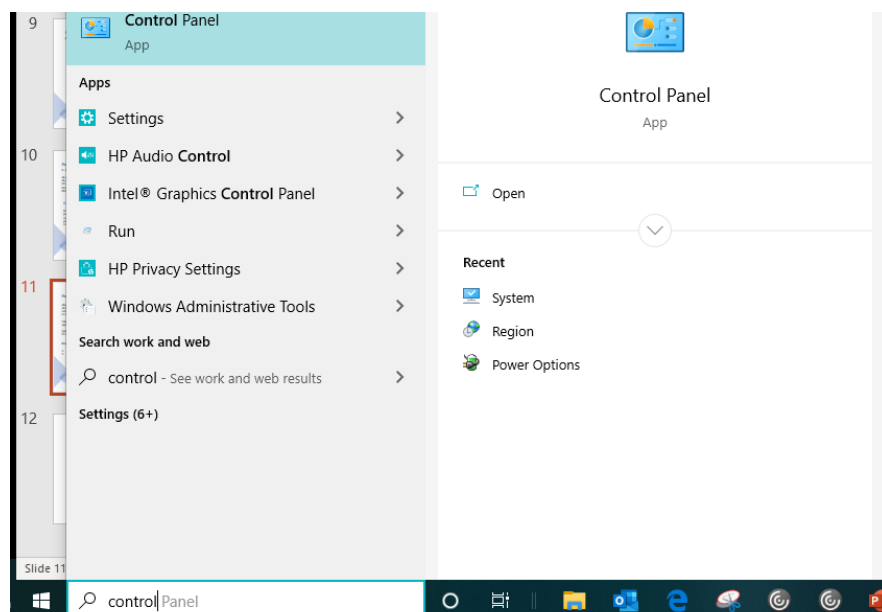 9
10
11
12
Slide 11
Control Panel
App
Apps
Settings
HP Audio Control
Intel® Graphics Control Panel
Run
HP Privacy Settings
Windows Administrative Tools
Search work and web
control - See work and web results
Settings (6+)
control Panel
Control Panel
App
Open
Recent
System
Region
Power Options